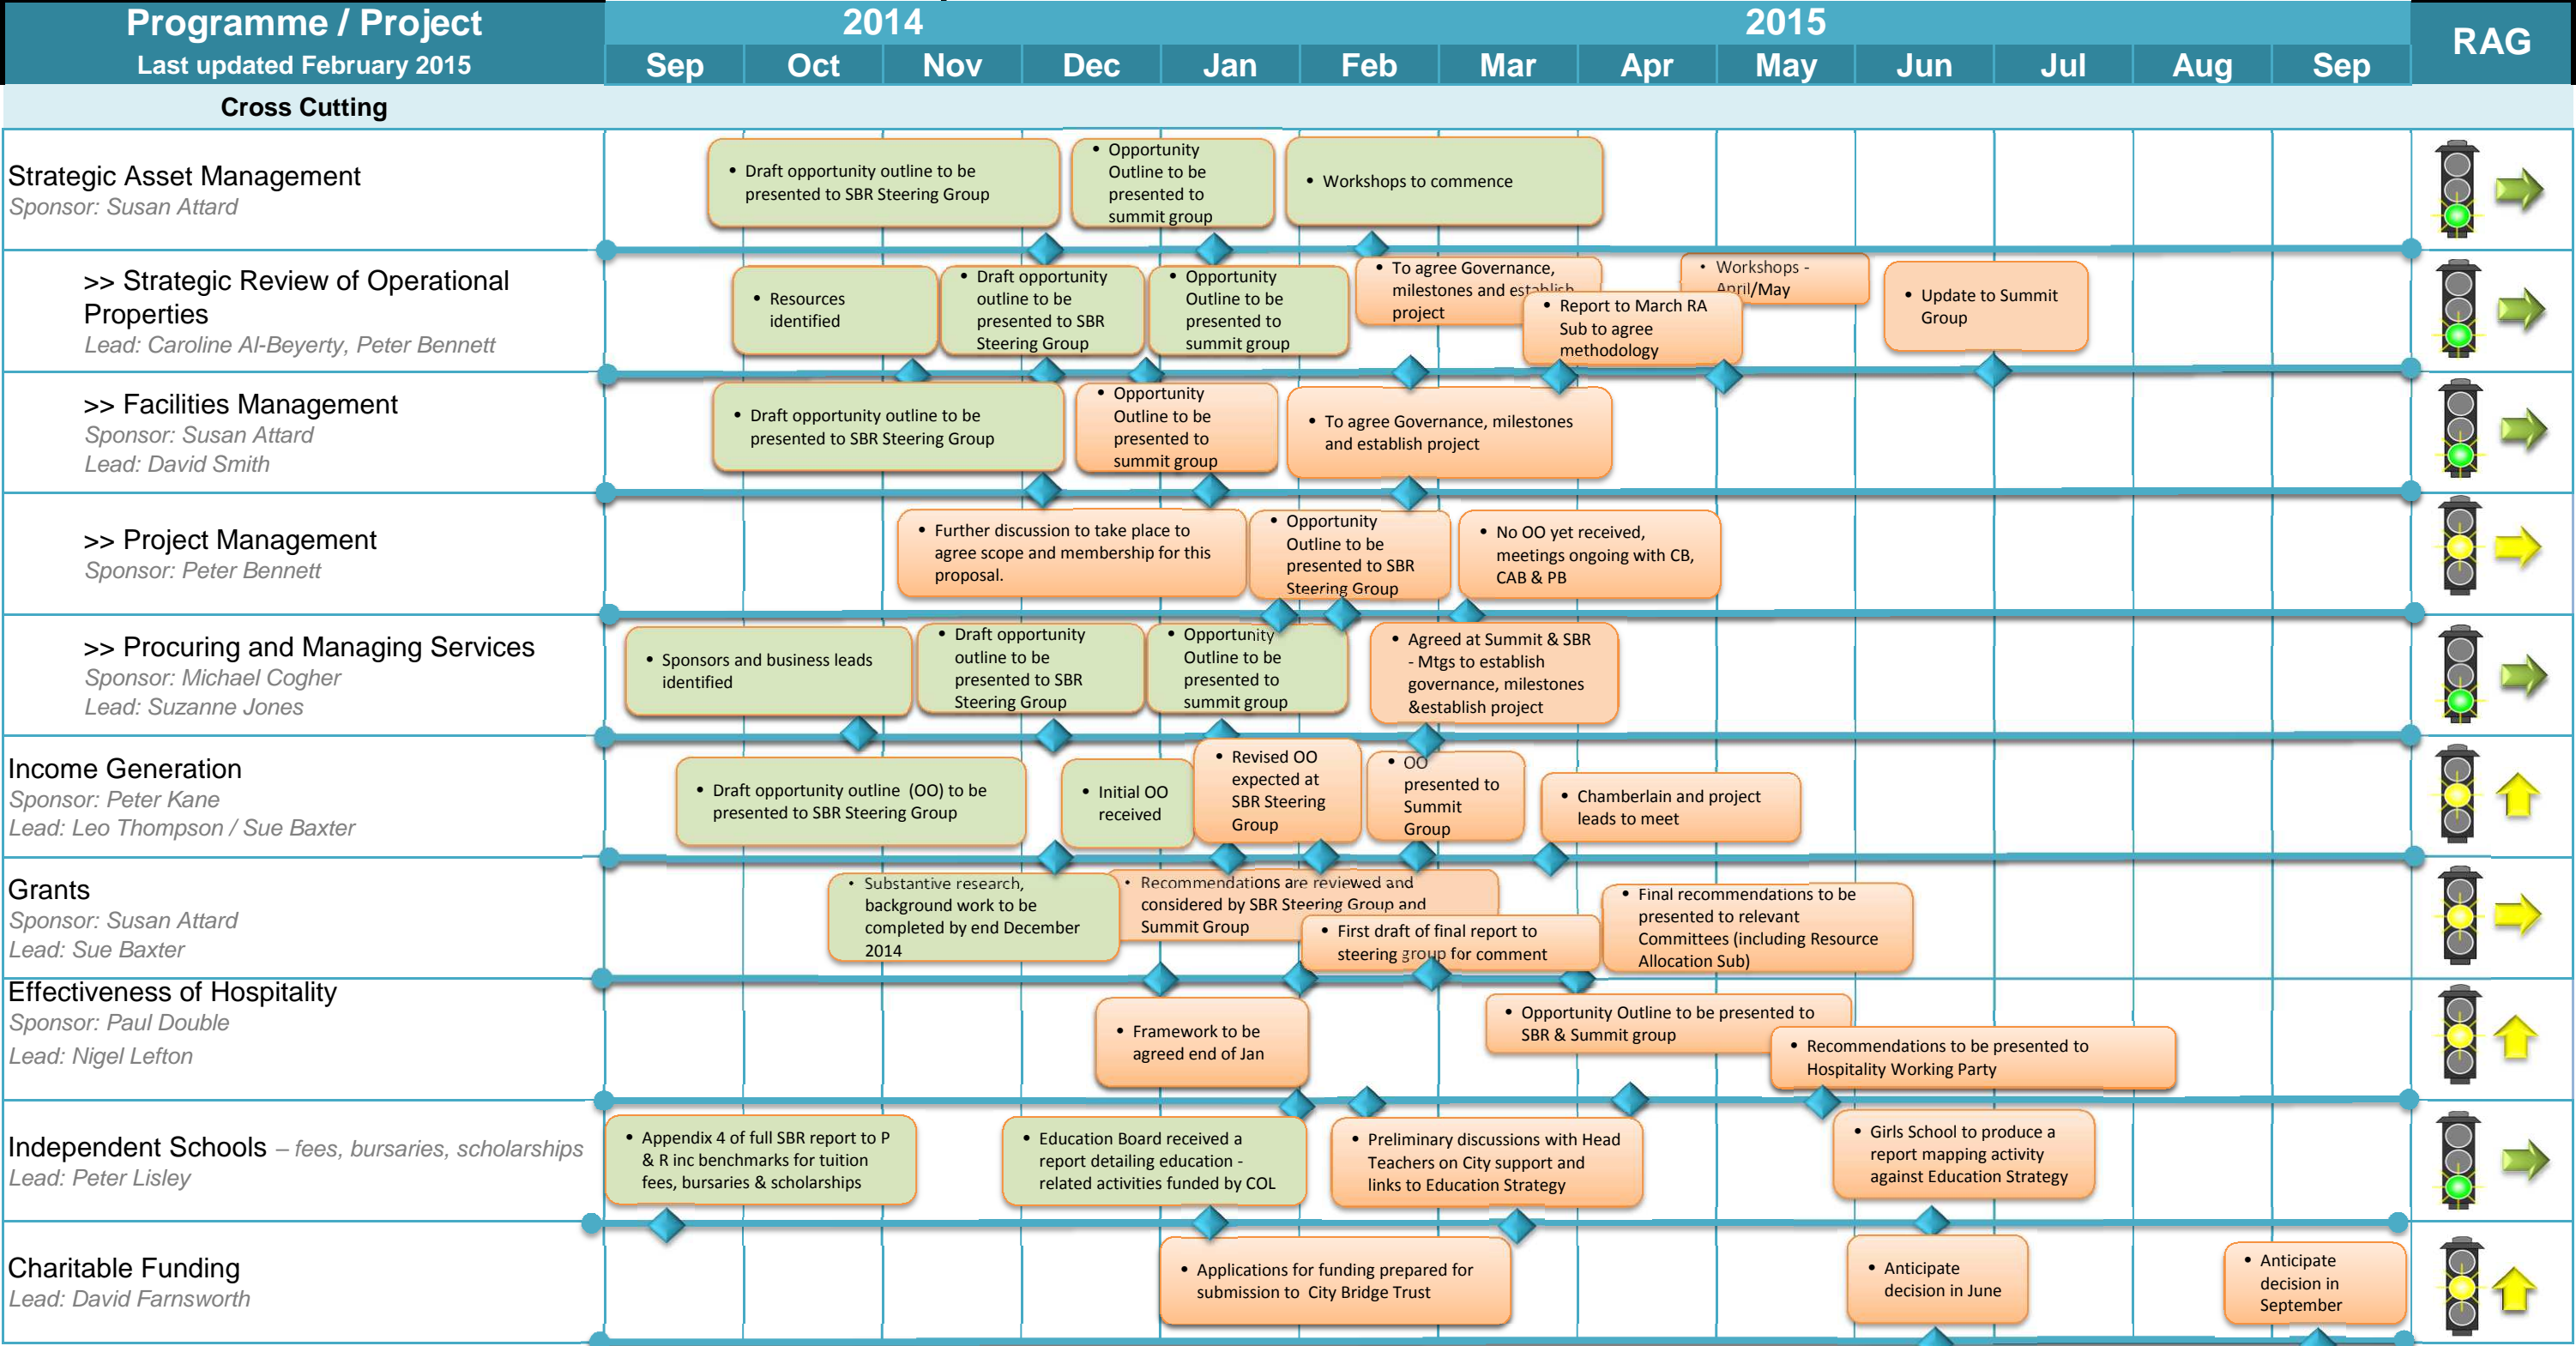 Programme / Project
Last updated February 2015
2014
2015
RAG
Sep
Oct
Nov
Dec
Jan
Feb
Mar
Apr
May
Jun
Jul
Aug
Sep
Cross Cutting
Strategic Asset Management
Sponsor: Susan Attard
• Draft opportunity outline to be
presented to SBR Steering Group
• Opportunity
Outline to be
presented to
summit group
• Workshops to commence
>> Strategic Review of Operational
Properties
Lead: Caroline Al-Beyerty, Peter Bennett
• Resources
identified
• Draft opportunity
outline to be
presented to SBR
Steering Group
• Opportunity
Outline to be
presented to
summit group
• To agree Governance,
milestones and establish
project
• Report to March RA
Sub to agree
methodology
• Workshops -
April/May
• Update to Summit
Group
>> Facilities Management
Sponsor: Susan Attard
Lead: David Smith
• Draft opportunity outline to be
presented to SBR Steering Group
• Opportunity
Outline to be
presented to
summit group
• To agree Governance, milestones
and establish project
>> Project Management
Sponsor: Peter Bennett
• Further discussion to take place to
agree scope and membership for this
proposal.
• Opportunity
Outline to be
presented to SBR
Steering Group
• No OO yet received,
meetings ongoing with CB,
CAB & PB
>> Procuring and Managing Services
Sponsor: Michael Cogher
Lead: Suzanne Jones
• Sponsors and business leads
identified
• Draft opportunity
outline to be
presented to SBR
Steering Group
• Opportunity
Outline to be
presented to
summit group
• Agreed at Summit & SBR
- Mtgs to establish
governance, milestones
&establish project
Income Generation
Sponsor: Peter Kane
Lead: Leo Thompson / Sue Baxter
• Draft opportunity outline (OO) to be
presented to SBR Steering Group
• Initial OO
received
• Revised OO
expected at
SBR Steering
Group
• OO
presented to
Summit
Group
• Chamberlain and project
leads to meet
Grants
Sponsor: Susan Attard
Lead: Sue Baxter
• Substantive research,
background work to be
completed by end December
2014
• Recommendations are reviewed and
considered by SBR Steering Group and
Summit Group
• First draft of final report to
steering group for comment
• Final recommendations to be
presented to relevant
Committees (including Resource
Allocation Sub)
Effectiveness of Hospitality
Sponsor: Paul Double
Lead: Nigel Lefton
• Framework to be
agreed end of Jan
• Opportunity Outline to be presented to
SBR & Summit group
• Recommendations to be presented to
Hospitality Working Party
Independent Schools – fees, bursaries, scholarships
Lead: Peter Lisley
• Appendix 4 of full SBR report to P
& R inc benchmarks for tuition
fees, bursaries & scholarships
• Education Board received a
report detailing education -
related activities funded by COL
• Preliminary discussions with Head
Teachers on City support and
links to Education Strategy
• Girls School to produce a
report mapping activity
against Education Strategy
Charitable Funding
Lead: David Farnsworth
• Applications for funding prepared for
submission to City Bridge Trust
• Anticipate
decision in June
• Anticipate
decision in
September